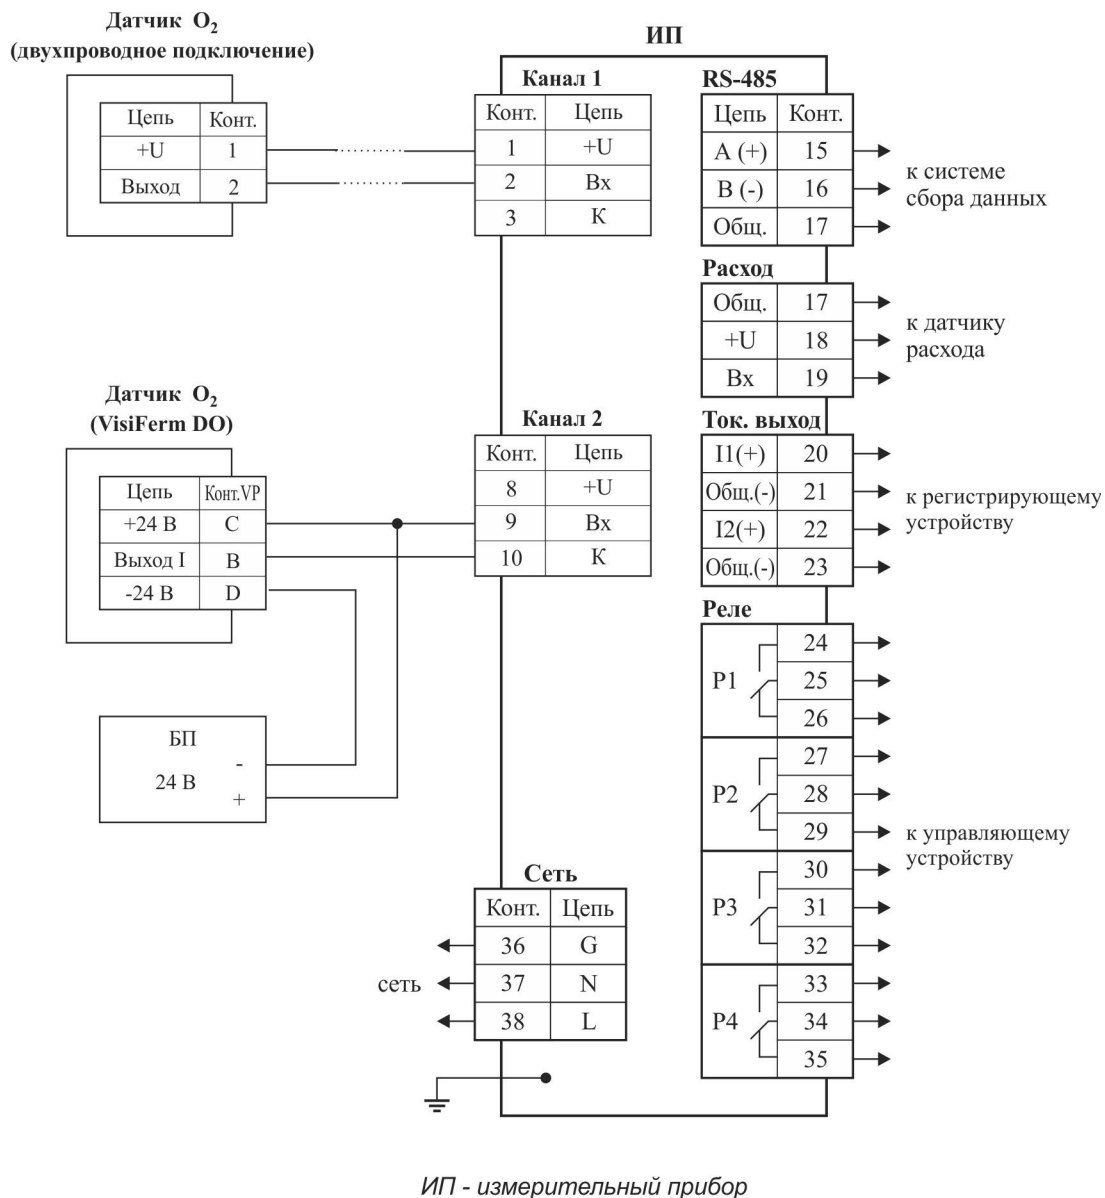 Датчик O2
(двухпроводное подключение)
Цепь Конт.
+U 1
Выход 2
ИП
Канал 1
Конт. Цепь
1 +U
2 Вх
3 К
RS-485
Цепь Конт.
A (+) 15
B (-) 16
Общ. 17
к системе
сбора данных
Расход
Общ. 17
+U 18
Вх 19
к датчику
расхода
Датчик O2
(VisiFerm DO)
Цепь Конт.VP
+24 В C
Выход I B
-24 В D
Канал 2
Конт. Цепь
8 +U
9 Вх
10 К
Ток. выход
I1(+) 20
Общ.(-) 21
I2(+) 22
Общ.(-) 23
к регистрирующему
устройству
БП
24 В
-
+
Реле
P1 24
25
26
P2 27
28
29
P3 30
31
32
P4 33
34
35
к управляющему
устройству
Сеть
Конт. Цепь
36 G
37 N
38 L
сеть
ИП - измерительный прибор